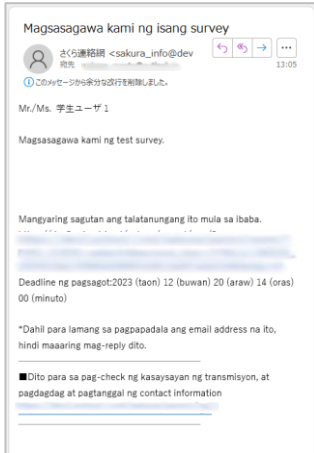 Magsasagawa kami ng isang survey
さくら連絡網 <sakura_info@dev
宛先
13:05
このメッセージから余分な改行を削除しました。
Mr./Ms. 学生ユーザ1
Magsasagawa kami ng test survey.
Mangyaring sagutan ang talatanungang ito mula sa ibaba.
Deadline ng pagsagot:2023 (taon) 12 (buwan) 20 (araw) 14 (oras)
00 (minuto)
*Dahil para lamang sa pagpapadala ang email address na ito,
hindi maaaring mag-reply dito.
■Dito para sa pag-check ng kasaysayan ng transmisyon, at
pagdagdag at pagtanggal ng contact information